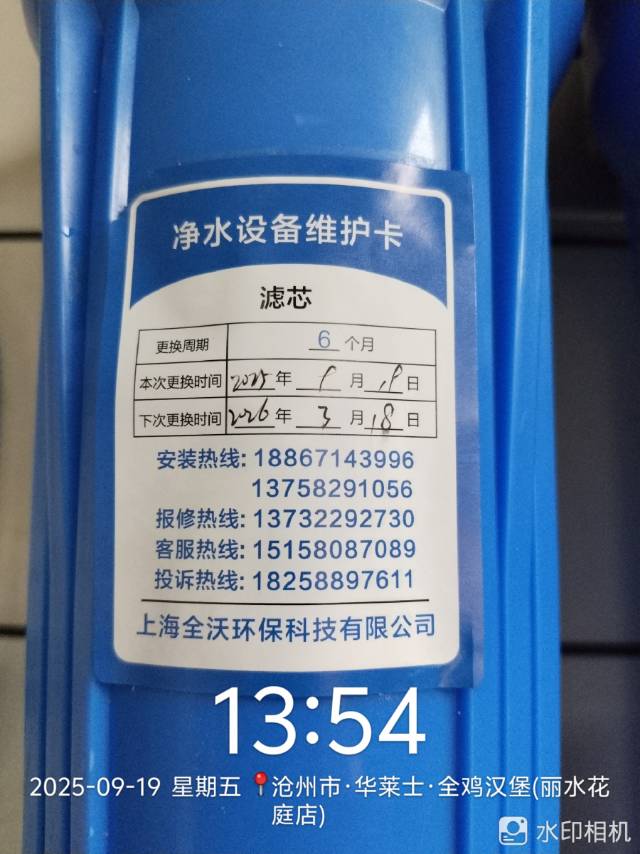 净水设备维护卡
滤芯
更换周期 6 个月
本次更换时间 2025 年 9 月 19 日
下次更换时间 2026 年 3 月 18 日
安装热线: 18867143996
13758291056
报修热线: 13732292730
客服热线: 15158087089
投诉热线: 18258897611
上海全沃环保科技有限公司
13:54
2025-09-19 星期五 沧州市·华莱士·全鸡汉堡(丽水花
庭店)
水印相机